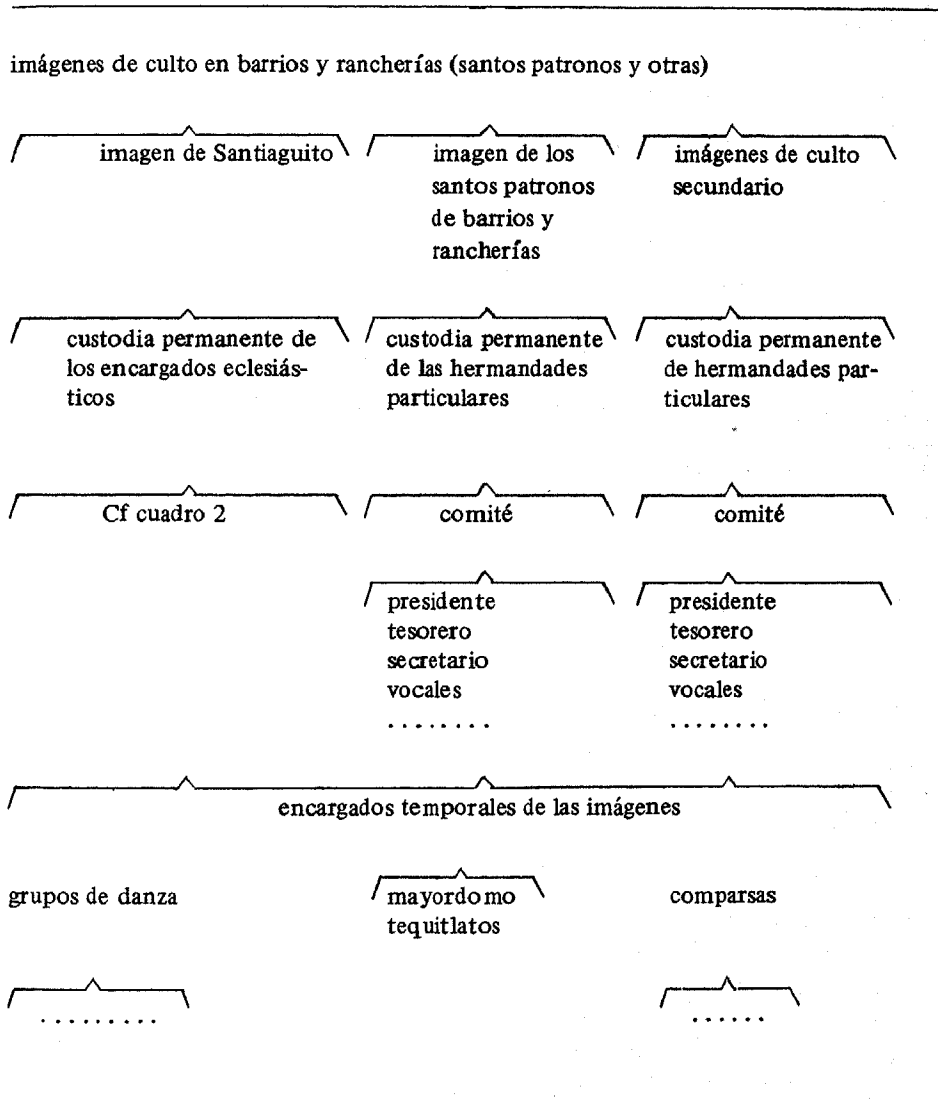 imágenes de culto en barrios y rancherías (santos patronos y otras)
imagen de Santiaguito
imagen de los
santos patronos
de barrios y
rancherías
imágenes de culto
secundario
custodia permanente de
los encargados eclesiás-
ticos
custodia permanente
de las hermandades
particulares
custodia permanente
de hermandades par-
ticulares
Cf cuadro 2
comité
comité
presidente
tesorero
secretario
vocales
. . . . . . . .
presidente
tesorero
secretario
vocales
. . . . . . . .
encargados temporales de las imágenes
grupos de danza
mayordomo
tequitlatos
comparsas
. . . . . . . . .
. . . . . .